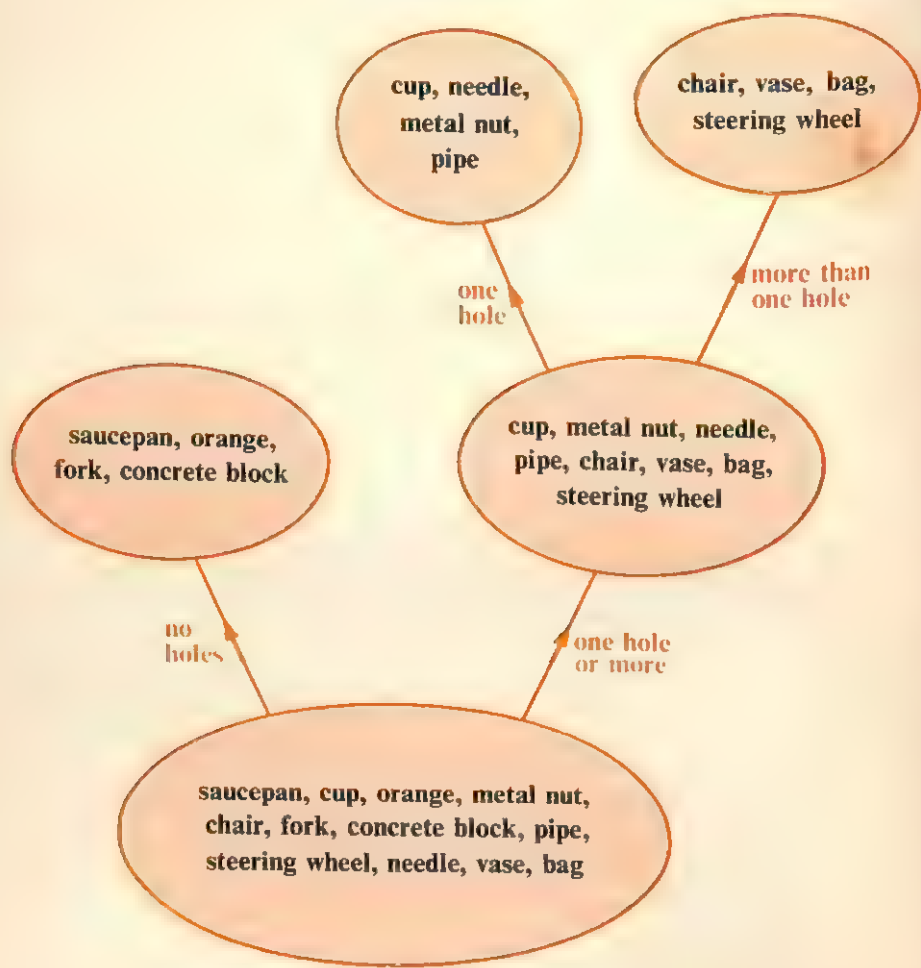 cup, needle,
metal nut,
pipe
chair, vase, bag,
steering wheel
one
hole
more than
one hole
saucepan, orange,
fork, concrete block
cup, metal nut, needle,
pipe, chair, vase, bag,
steering wheel
no
holes
one hole
or more
saucepan, cup, orange, metal nut,
chair, fork, concrete block, pipe,
steering wheel, needle, vase, bag